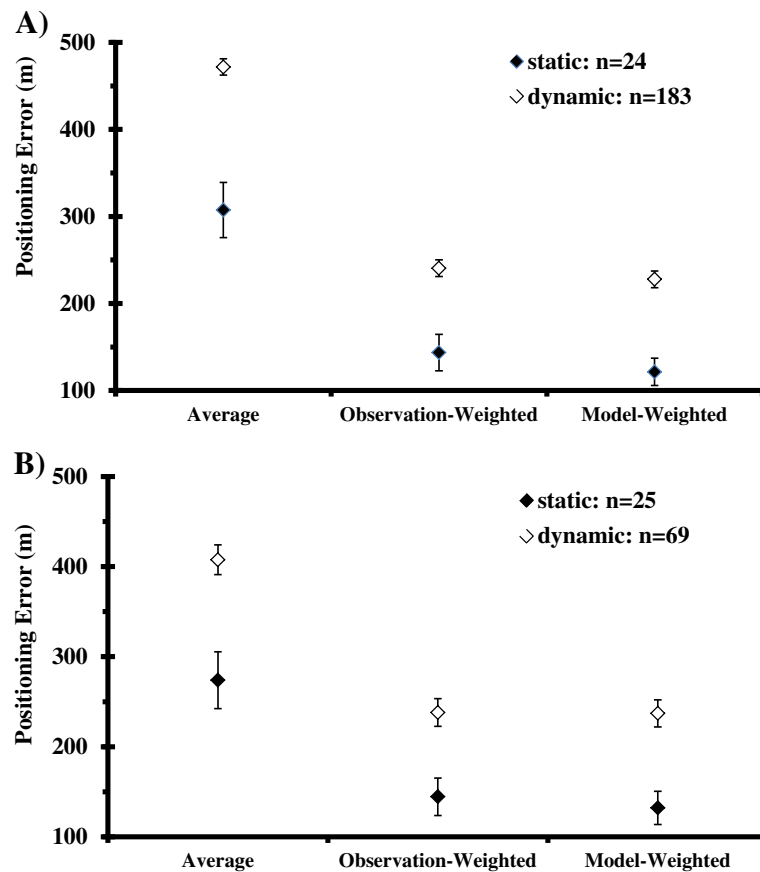 A)
Positioning Error (m)
500
400
300
200
100
static: n=24
dynamic: n=183
Average Observation-Weighted Model-Weighted
B)
Positioning Error (m)
500
400
300
200
100
static: n=25
dynamic: n=69
Average Observation-Weighted Model-Weighted